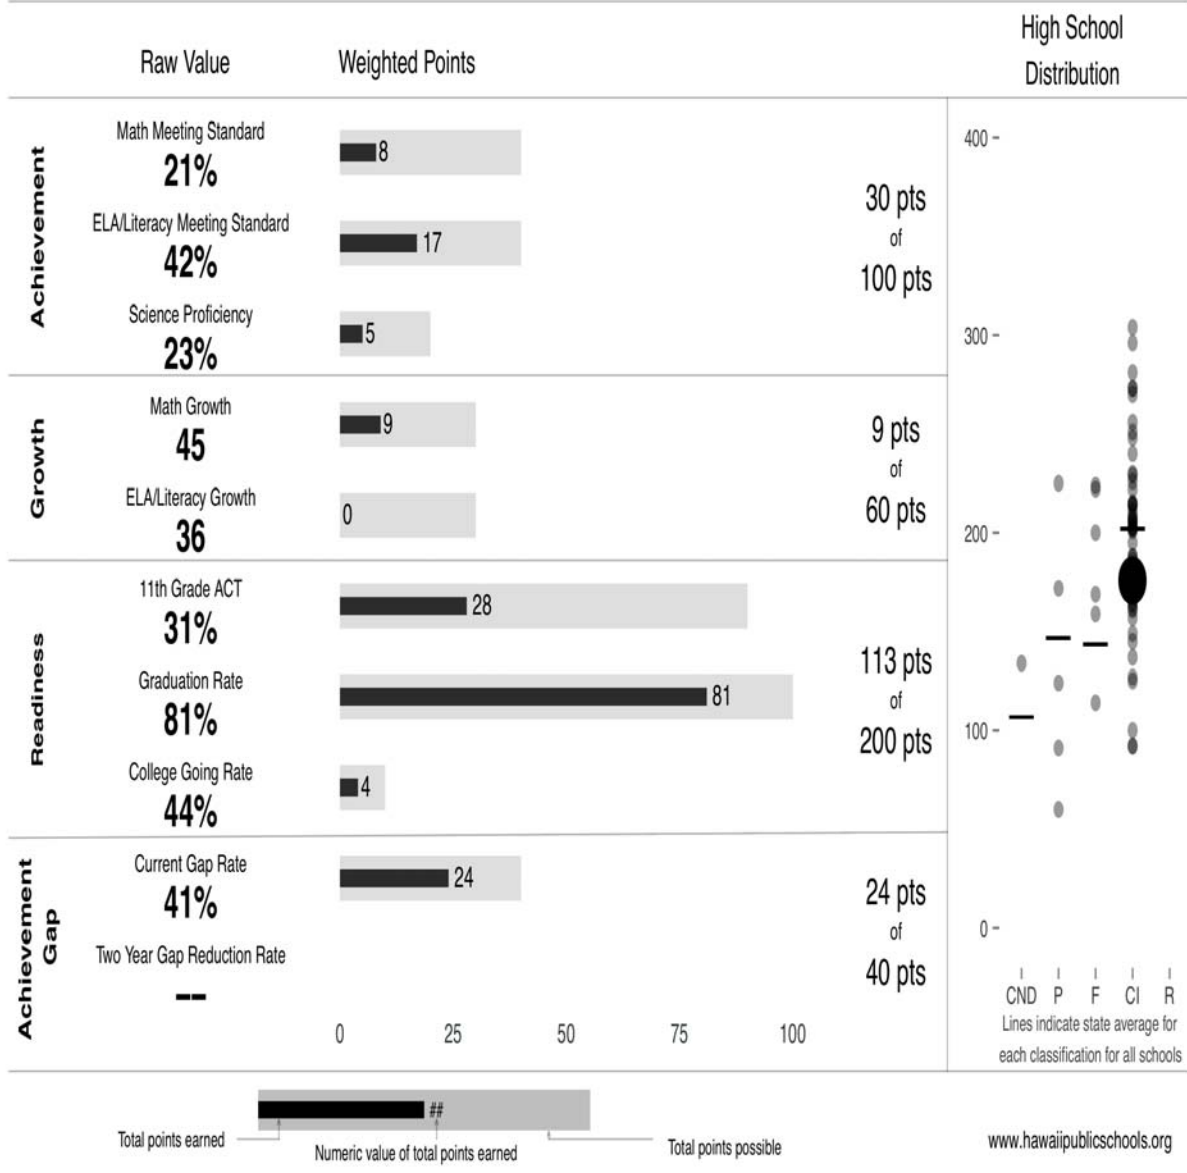 Raw Value
Weighted Points
High School
Distribution
Achievement
Math Meeting Standard
21%
8
ELA/Literacy Meeting Standard
42%
17
Science Proficiency
23%
5
30 pts
of
100 pts
Growth
Math Growth
45
9
ELA/Literacy Growth
36
0
9 pts
of
60 pts
Readiness
11th Grade ACT
31%
28
Graduation Rate
81%
81
College Going Rate
44%
4
113 pts
of
200 pts
Achievement
Gap
Current Gap Rate
41%
24
Two Year Gap Reduction Rate
--
24 pts
of
40 pts
0 25 50 75 100
400
300
200
100
0
CND P F CI R
Lines indicate state average for
each classification for all schools
##
Total points earned
Numeric value of total points earned
Total points possible
www.hawaiipublicschools.org